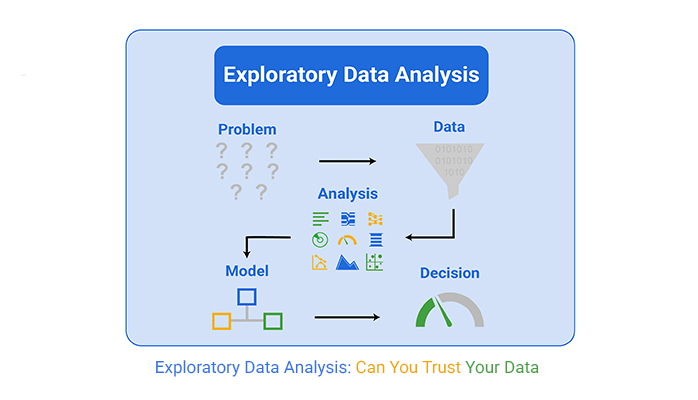 Exploratory Data Analysis
Problem
Data
? ? ?
? ? ?
? ?
0101010
0101010
1010
Analysis
Model
Decision
Exploratory Data Analysis: Can You Trust Your Data